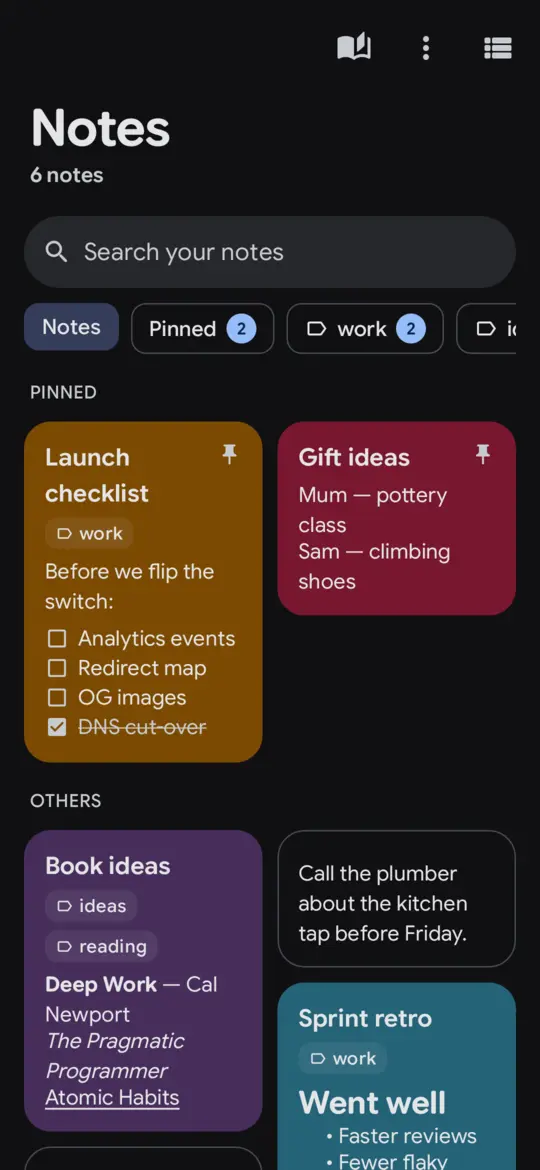 Notes
6 notes
Search your notes
Notes
Pinned 2
work 2
PINNED
Launch
checklist
work
Before we flip the
switch:
Analytics events
Redirect map
OG images
DNS cut-over
Gift ideas
Mum — pottery
class
Sam — climbing
shoes
OTHERS
Book ideas
ideas
reading
Deep Work — Cal
Newport
The Pragmatic
Programmer
Atomic Habits
Call the plumber
about the kitchen
tap before Friday.
Sprint retro
work
Went well
• Faster reviews
• Fewer flaky